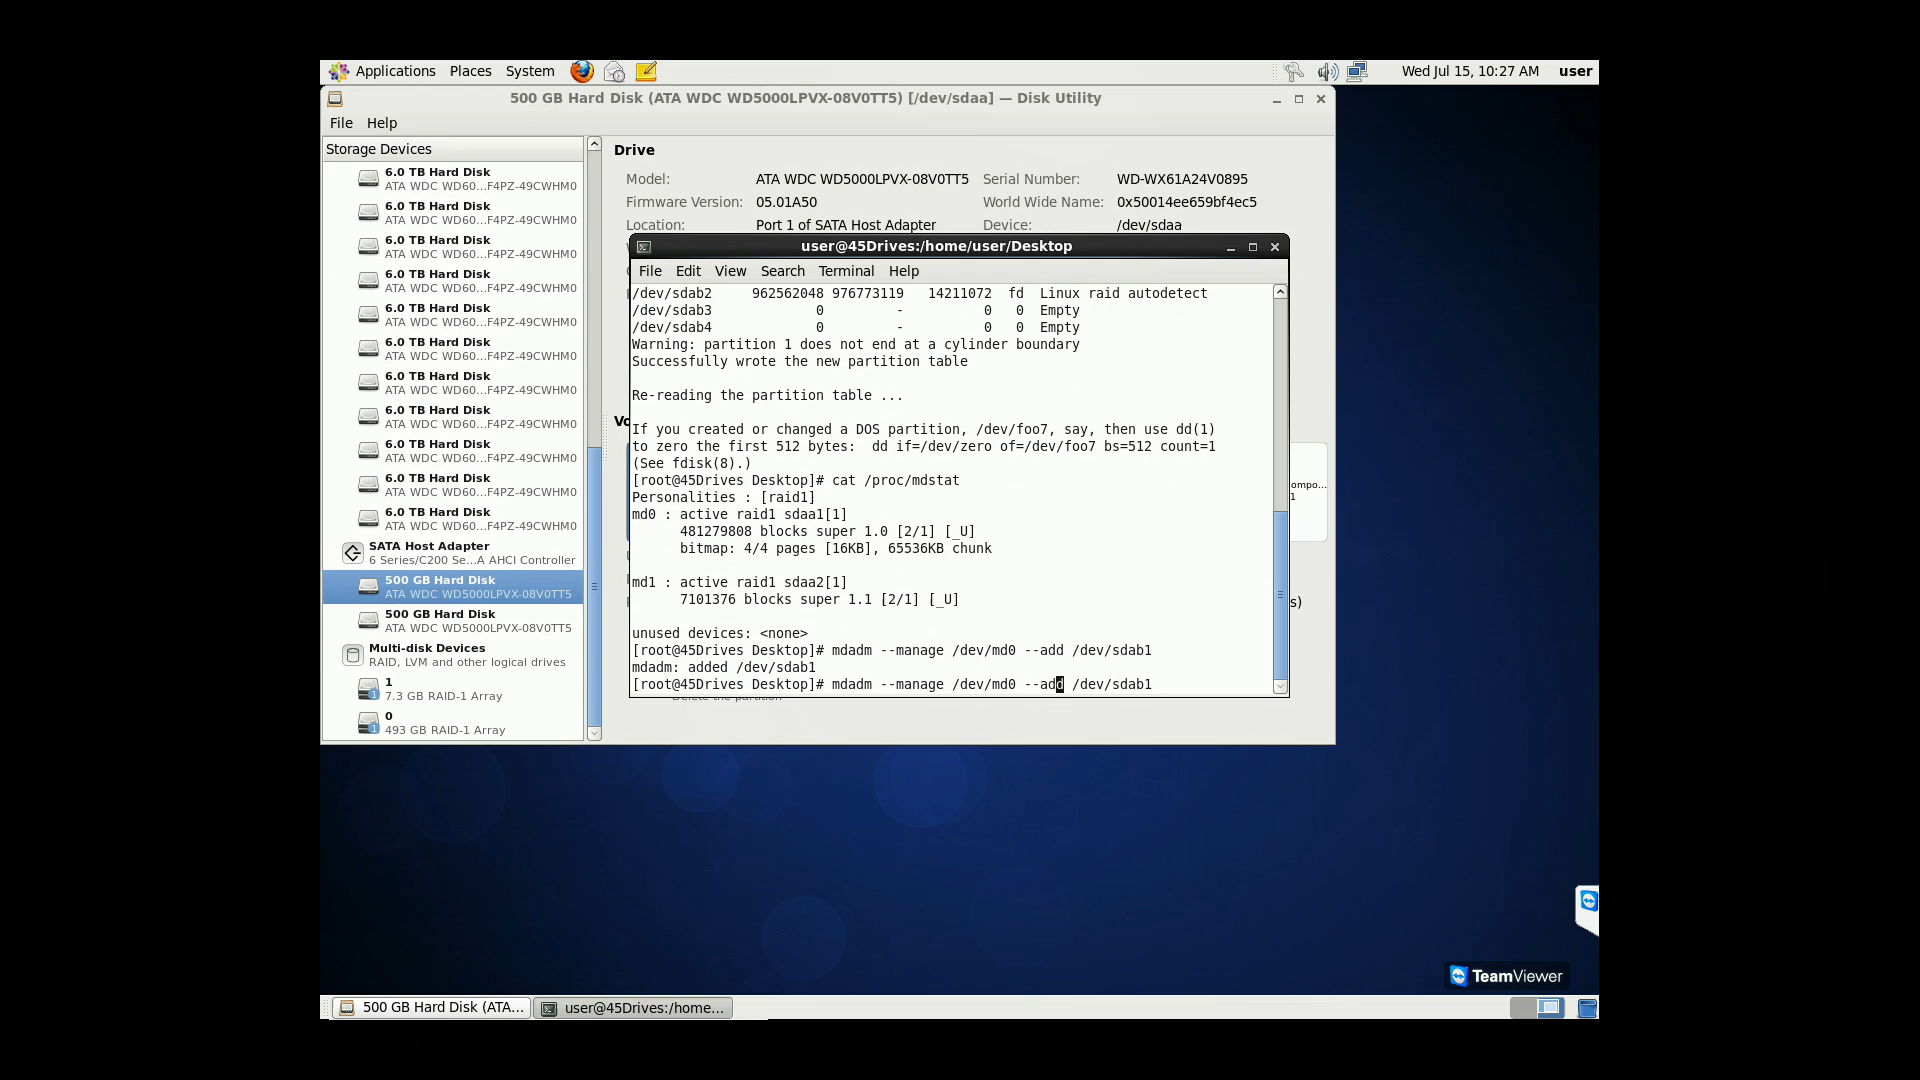 Applications Places System
Wed Jul 15, 10:27 AM user
500 GB Hard Disk (ATA WDC WD5000LPVX-08V0TT5) [/dev/sdaa] — Disk Utility
File Help
Storage Devices
6.0 TB Hard Disk
ATA WDC WD60...F4PZ-49CWHM0
6.0 TB Hard Disk
ATA WDC WD60...F4PZ-49CWHM0
6.0 TB Hard Disk
ATA WDC WD60...F4PZ-49CWHM0
6.0 TB Hard Disk
ATA WDC WD60...F4PZ-49CWHM0
6.0 TB Hard Disk
ATA WDC WD60...F4PZ-49CWHM0
6.0 TB Hard Disk
ATA WDC WD60...F4PZ-49CWHM0
6.0 TB Hard Disk
ATA WDC WD60...F4PZ-49CWHM0
6.0 TB Hard Disk
ATA WDC WD60...F4PZ-49CWHM0
6.0 TB Hard Disk
ATA WDC WD60...F4PZ-49CWHM0
6.0 TB Hard Disk
ATA WDC WD60...F4PZ-49CWHM0
6.0 TB Hard Disk
ATA WDC WD60...F4PZ-49CWHM0
SATA Host Adapter
6 Series/C200 Se...A AHCI Controller
500 GB Hard Disk
ATA WDC WD5000LPVX-08V0TT5
500 GB Hard Disk
ATA WDC WD5000LPVX-08V0TT5
Multi-disk Devices
RAID, LVM and other logical drives
1
7.3 GB RAID-1 Array
0
493 GB RAID-1 Array
Drive
Model: ATA WDC WD5000LPVX-08V0TT5 Serial Number: WD-WX61A24V0895
Firmware Version: 05.01A50 World Wide Name: 0x50014ee659bf4ec5
Location: Port 1 of SATA Host Adapter Device: /dev/sdaa
Vo
ompo...
1
s)
user@45Drives:/home/user/Desktop
File Edit View Search Terminal Help
/dev/sdab2 962562048 976773119 14211072 fd Linux raid autodetect
/dev/sdab3 0 - 0 0 Empty
/dev/sdab4 0 - 0 0 Empty
Warning: partition 1 does not end at a cylinder boundary
Successfully wrote the new partition table
Re-reading the partition table ...
If you created or changed a DOS partition, /dev/foo7, say, then use dd(1)
to zero the first 512 bytes: dd if=/dev/zero of=/dev/foo7 bs=512 count=1
(See fdisk(8).)
[root@45Drives Desktop]# cat /proc/mdstat
Personalities : [raid1]
md0 : active raid1 sdaa1[1]
481279808 blocks super 1.0 [2/1] [_U]
bitmap: 4/4 pages [16KB], 65536KB chunk
md1 : active raid1 sdaa2[1]
7101376 blocks super 1.1 [2/1] [_U]
unused devices: <none>
[root@45Drives Desktop]# mdadm --manage /dev/md0 --add /dev/sdab1
mdadm: added /dev/sdab1
[root@45Drives Desktop]# mdadm --manage /dev/md0 --add /dev/sdab1
Delete the partition
TeamViewer
500 GB Hard Disk (ATA... user@45Drives:/home...